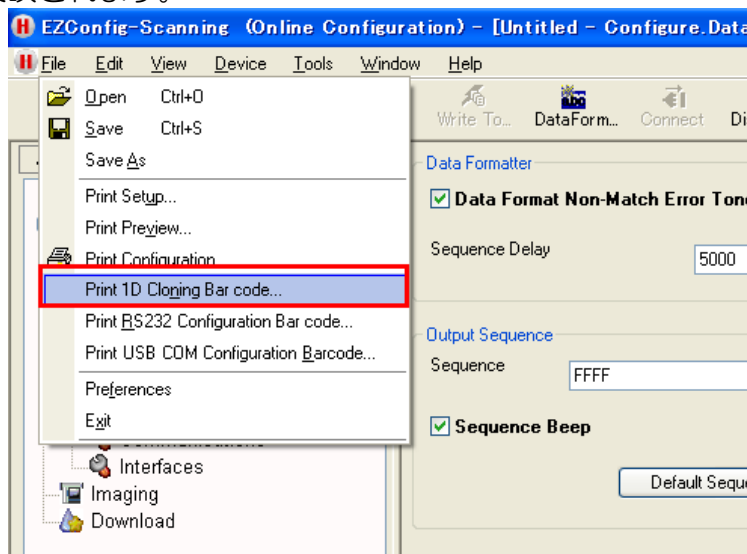 EZConfig-Scanning (Online Configuration) - [Untitled - Configure.Data
File Edit View Device Tools Window Help
Open Ctrl+O
Save Ctrl+S
Save As
Print Setup...
Print Preview...
Print Configuration
Print 1D Cloning Bar code...
Print RS232 Configuration Bar code...
Print USB COM Configuration Barcode...
Preferences
Exit
Interfaces
Imaging
Download
Write To... DataForm... Connect Di
Data Formatter
Data Format Non-Match Error Tone
Sequence Delay 5000
Output Sequence
Sequence FFFF
Sequence Beep
Default Seque